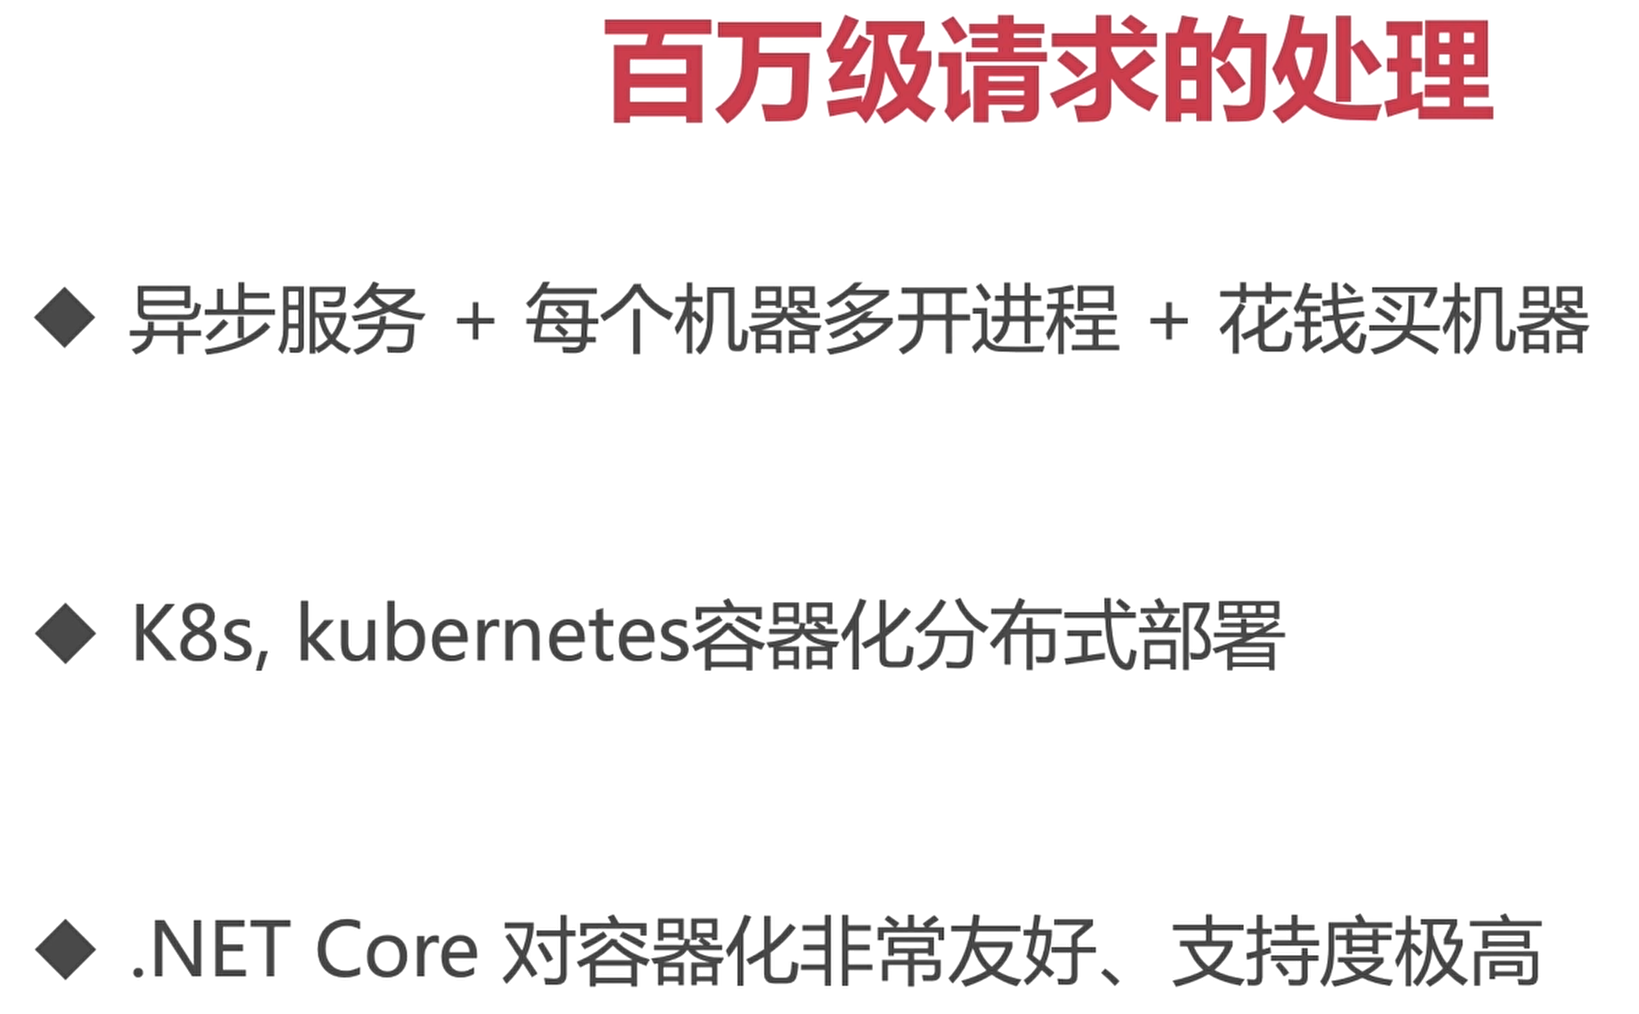 百万级请求的处理
◆ 异步服务 + 每个机器多开进程 + 花钱买机器
◆ K8s, kubernetes容器化分布式部署
◆ .NET Core 对容器化非常友好、支持度极高